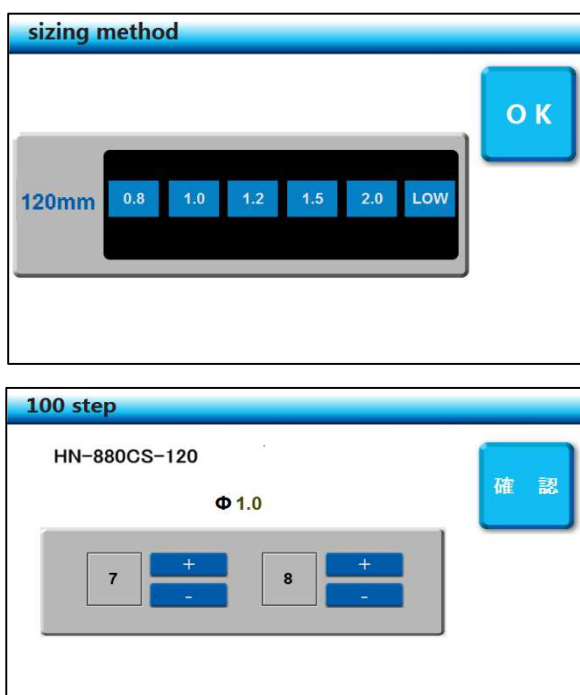 sizing method
OK
120mm 0.8 1.0 1.2 1.5 2.0 LOW
100 step
HN-880CS-120
確 認
Φ 1.0
7 + - 8 + -